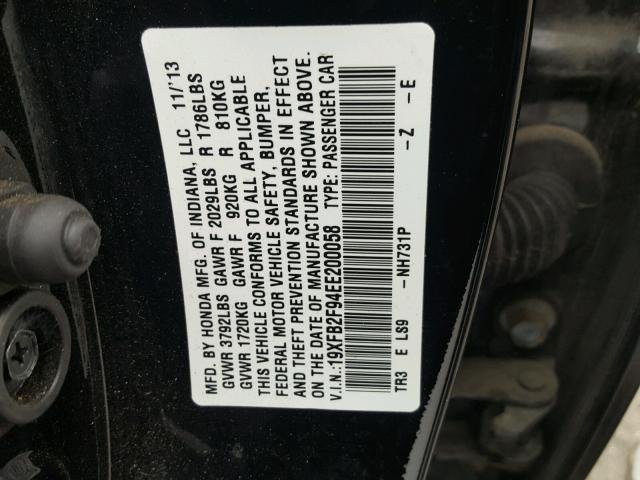 MFD. BY HONDA MFG. OF INDIANA, LLC 11/'13
GVWR 3792LBS GAWR F 2029LBS R 1786LBS
GVWR 1720KG GAWR F 920KG R 810KG
THIS VEHICLE CONFORMS TO ALL APPLICABLE
FEDERAL MOTOR VEHICLE SAFETY, BUMPER,
AND THEFT PREVENTION STANDARDS IN EFFECT
ON THE DATE OF MANUFACTURE SHOWN ABOVE.
V.I.N.:19XFB2F94EE200058 TYPE: PASSENGER CAR
TR3 E LS9 -NH731P -Z -E